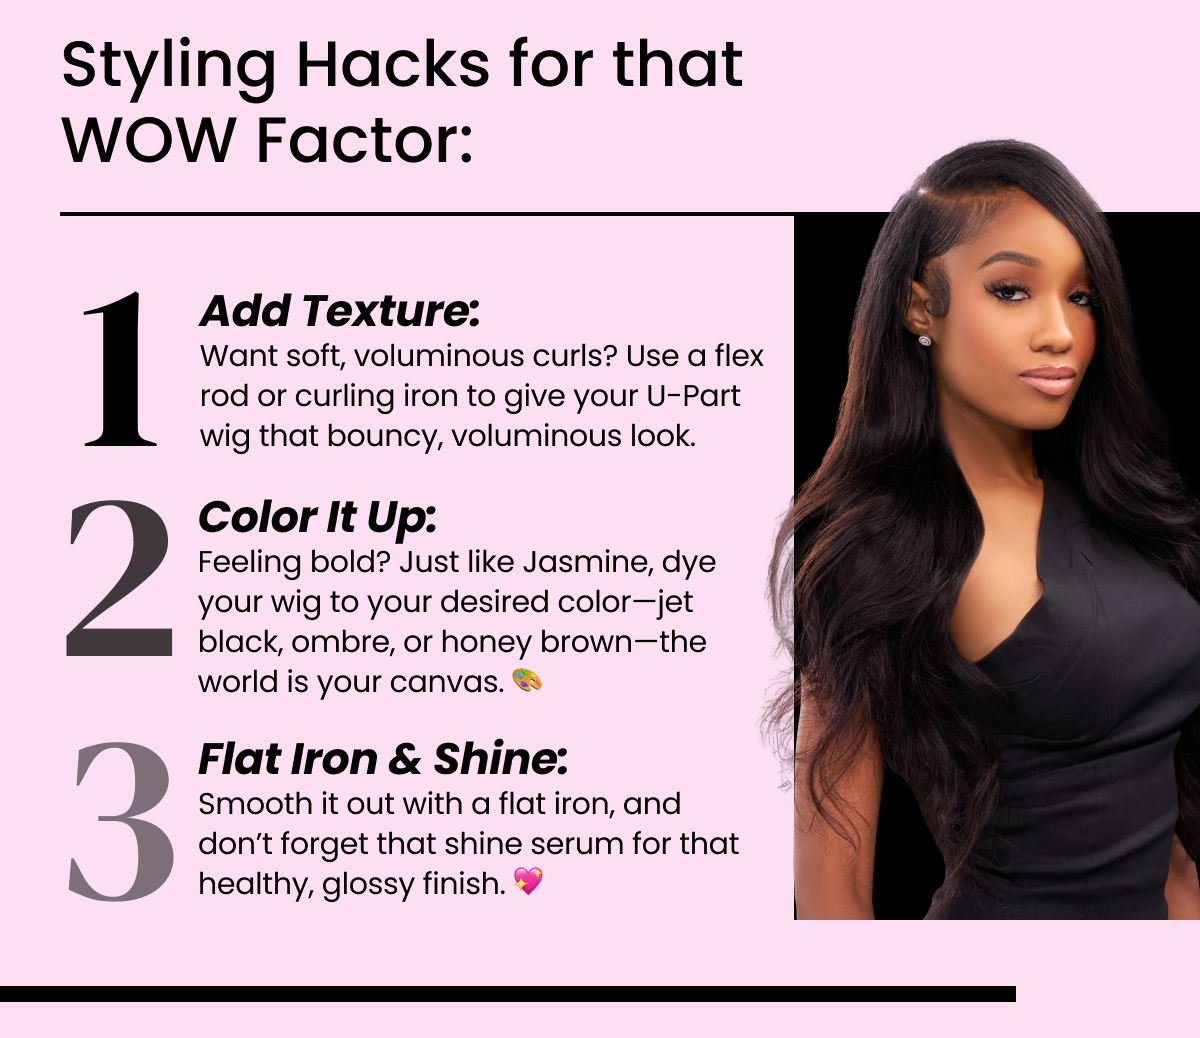 Styling Hacks for that
WOW Factor:
1
Add Texture:
Want soft, voluminous curls? Use a flex
rod or curling iron to give your U-Part
wig that bouncy, voluminous look.
2
Color It Up:
Feeling bold? Just like Jasmine, dye
your wig to your desired color—jet
black, ombre, or honey brown—the
world is your canvas. 🎨
3
Flat Iron & Shine:
Smooth it out with a flat iron, and
don’t forget that shine serum for that
healthy, glossy finish. 💖